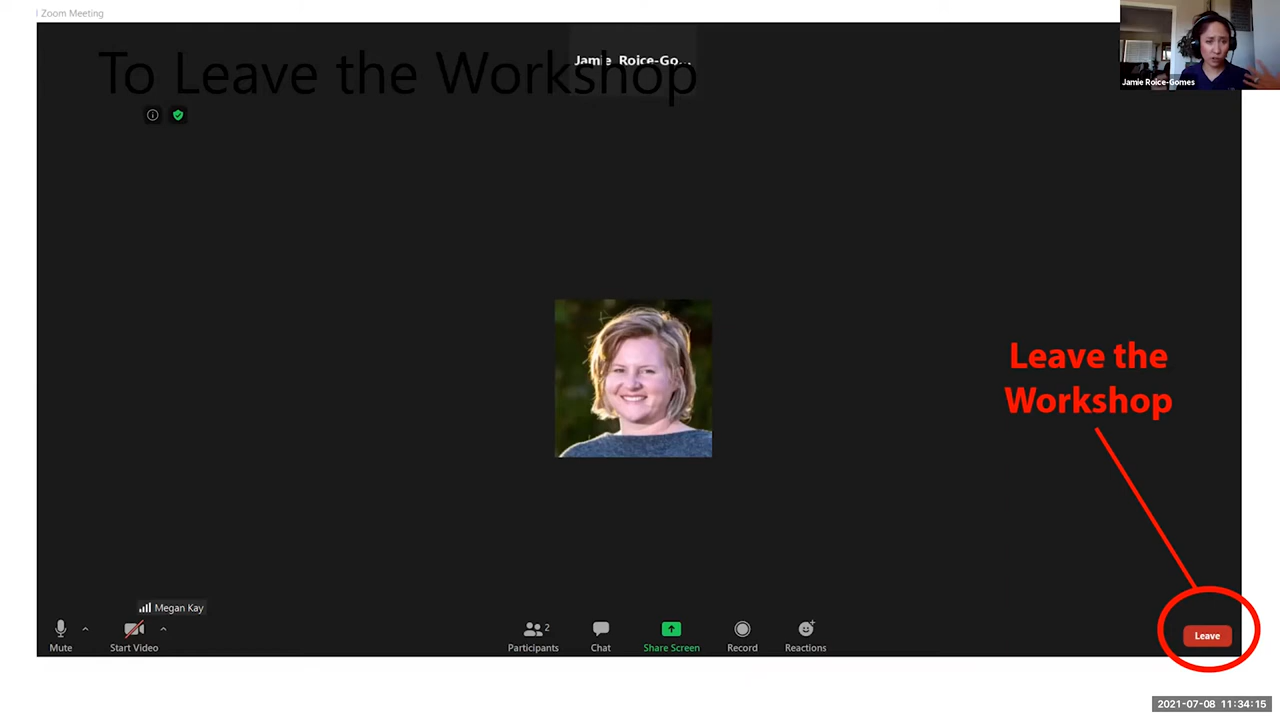 Zoom Meeting
To Leave the Workshop
Jamie Roice-Go...
Jamie Roice-Gomes
Leave the
Workshop
Megan Kay
Mute
Start Video
2
Participants
Chat
Share Screen
Record
Reactions
Leave
2021-07-08 11:34:15